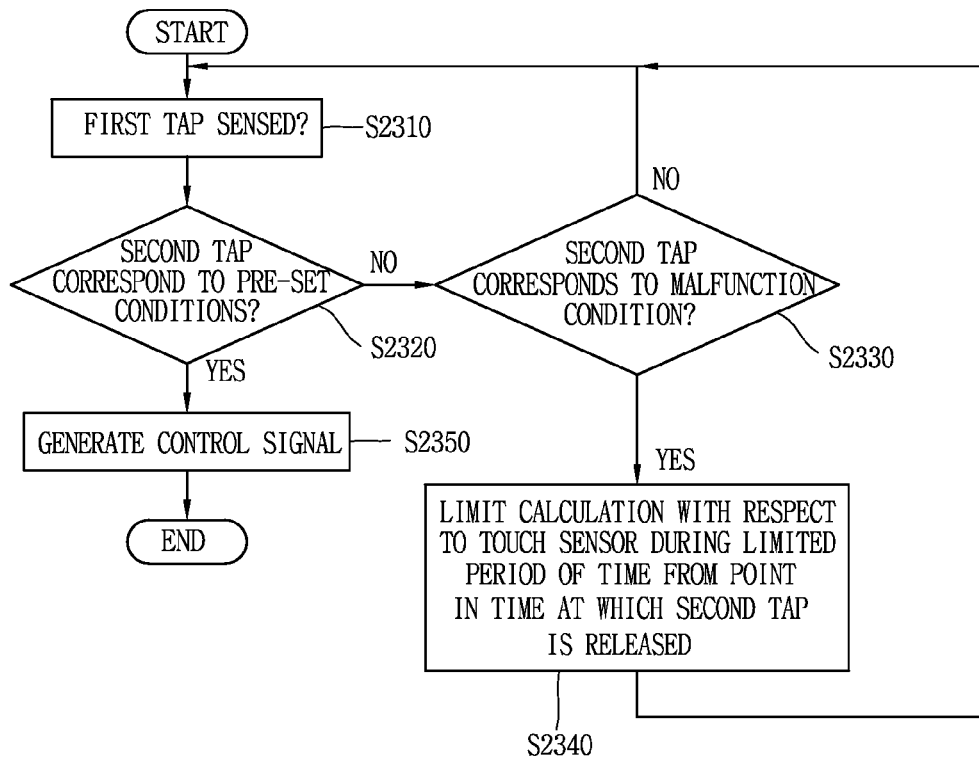 START
FIRST TAP SENSED?
S2310
SECOND TAP
CORRESPOND TO PRE-SET
CONDITIONS?
NO
S2320
YES
SECOND TAP
CORRESPONDS TO MALFUNCTION
CONDITION?
NO
S2330
YES
GENERATE CONTROL SIGNAL
S2350
END
LIMIT CALCULATION WITH RESPECT
TO TOUCH SENSOR DURING LIMITED
PERIOD OF TIME FROM POINT
IN TIME AT WHICH SECOND TAP
IS RELEASED
S2340